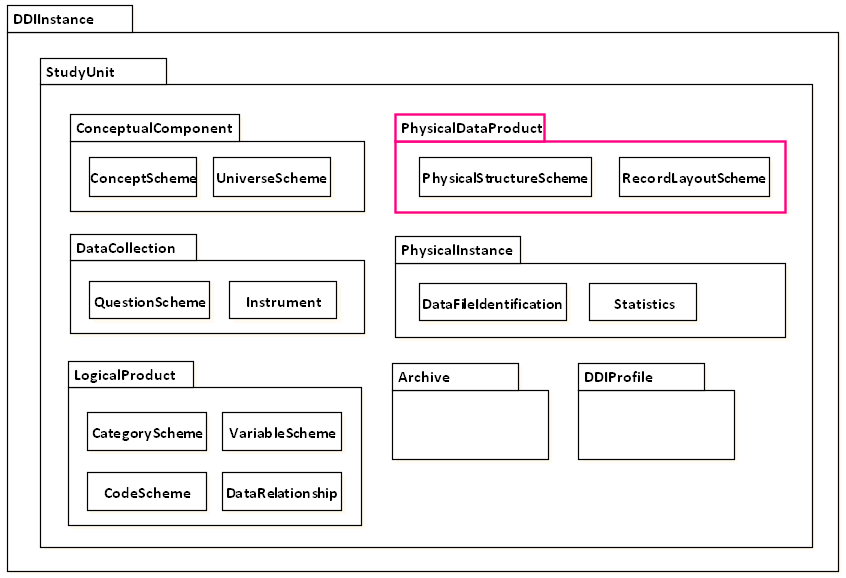 DDIInstance
StudyUnit
ConceptualComponent
ConceptScheme
UniverseScheme
PhysicalDataProduct
PhysicalStructureScheme
RecordLayoutScheme
DataCollection
QuestionScheme
Instrument
PhysicalInstance
DataFileIdentification
Statistics
LogicalProduct
CategoryScheme
VariableScheme
CodeScheme
DataRelationship
Archive
DDIProfile